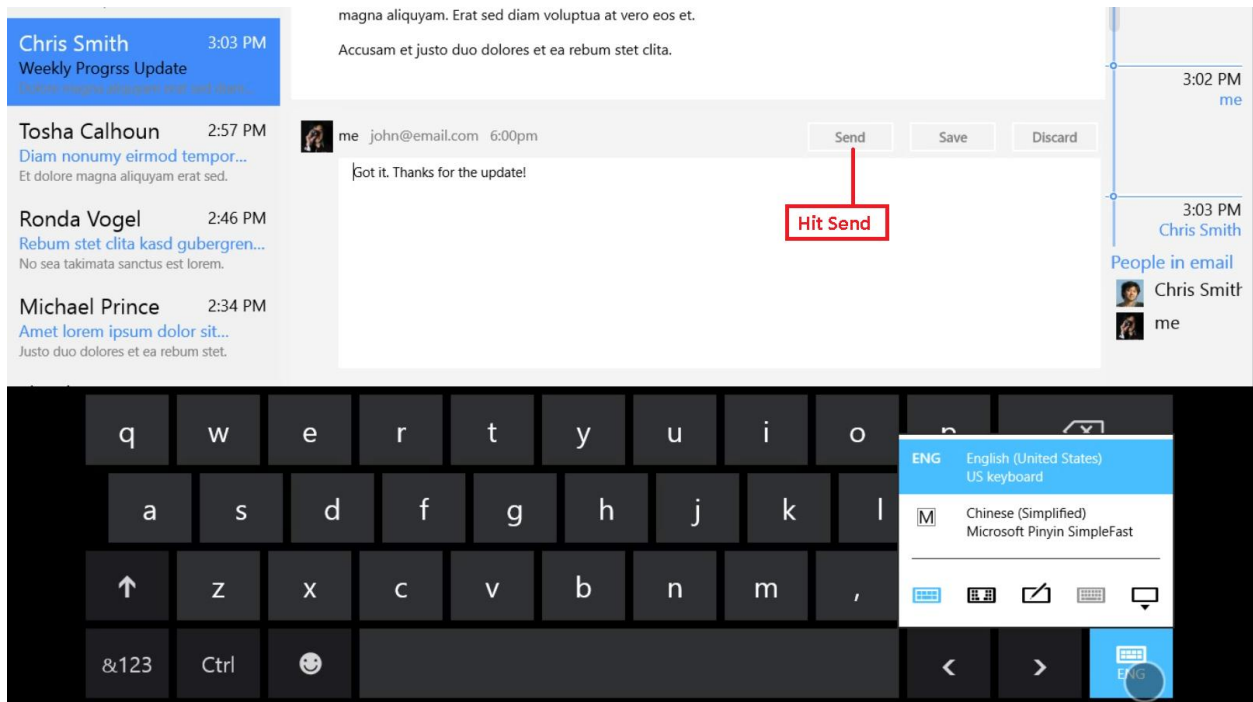 Chris Smith 3:03 PM
Weekly Progrss Update
Tosha Calhoun 2:57 PM
Diam nonumy eirmod tempor...
Et dolore magna aliquyam erat sed.
Ronda Vogel 2:46 PM
Rebum stet clita kasd gubergren...
No sea takimata sanctus est lorem.
Michael Prince 2:34 PM
Amet lorem ipsum dolor sit...
Justo duo dolores et ea rebum stet.
magna aliquyam. Erat sed diam voluptua at vero eos et.
Accusam et justo duo dolores et ea rebum stet clita.
me john@email.com 6:00pm
Send Save Discard
Got it. Thanks for the update!
Hit Send
3:02 PM
me
3:03 PM
Chris Smith
People in email
Chris Smith
me
q w e r t y u i o p
a s d f g h j k l
z x c v b n m ,
&123 Ctrl < > ENG
ENG English (United States)
US keyboard
M Chinese (Simplified)
Microsoft Pinyin SimpleFast